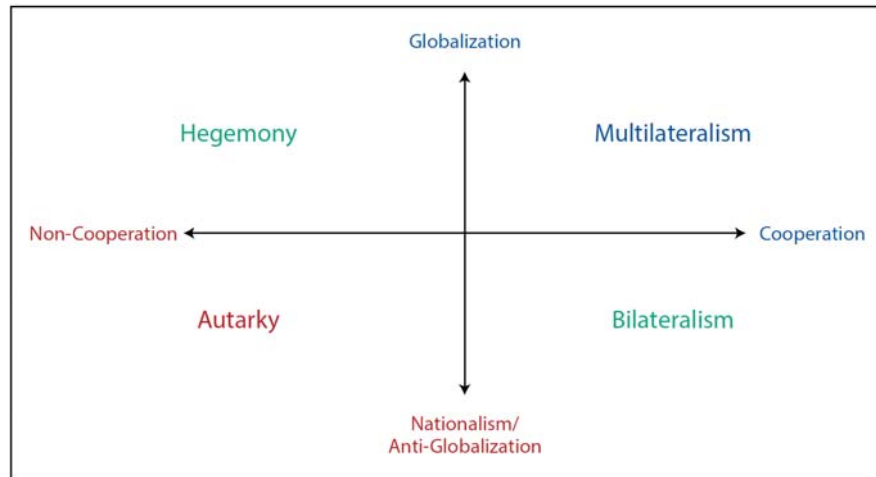 Globalization
Hegemony
Multilateralism
Non-Cooperation
Cooperation
Autarky
Bilateralism
Nationalism/
Anti-Globalization